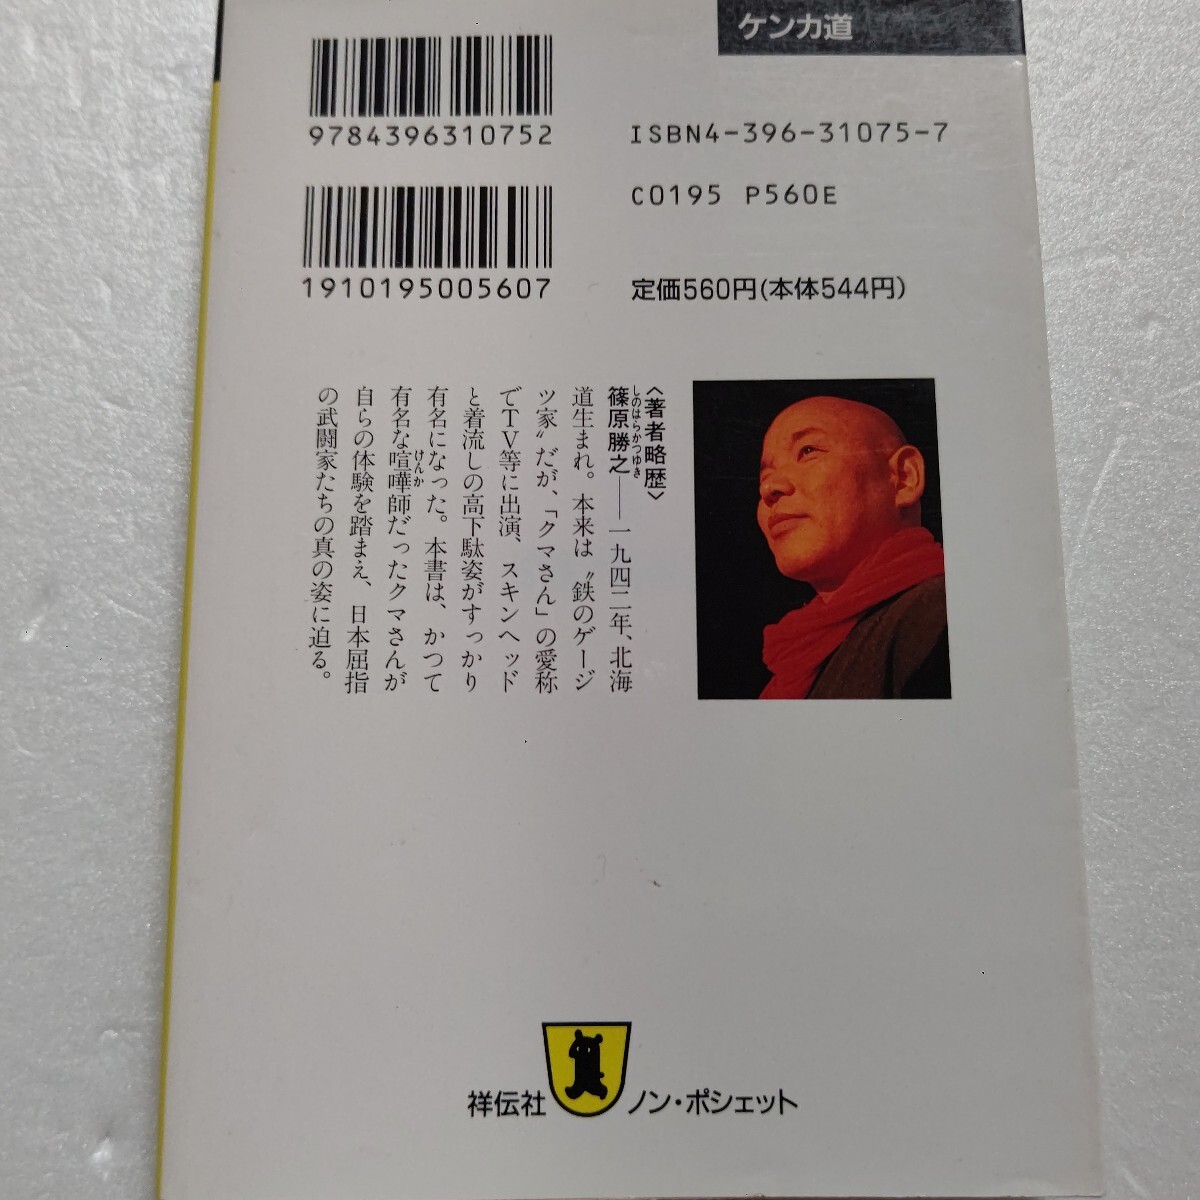 ケンカ道
9784396310752
ISBN4-396-31075-7
C0195 P560E
1910195005607
定価560円(本体544円)
〈著者略歴〉
しのはらかつゆき
篠原勝之――一九四二年、北海
道生まれ。本来は〝鉄のゲージ
ツ家〟だが、「クマさん」の愛称
でTV等に出演、スキンヘッド
と着流しの高下駄姿がすっかり
有名になった。本書は、かつて
けんか
有名な喧嘩師だったクマさんが
自らの体験を踏まえ、日本屈指
の武闘家たちの真の姿に迫る。
祥伝社 ノン・ポシェット